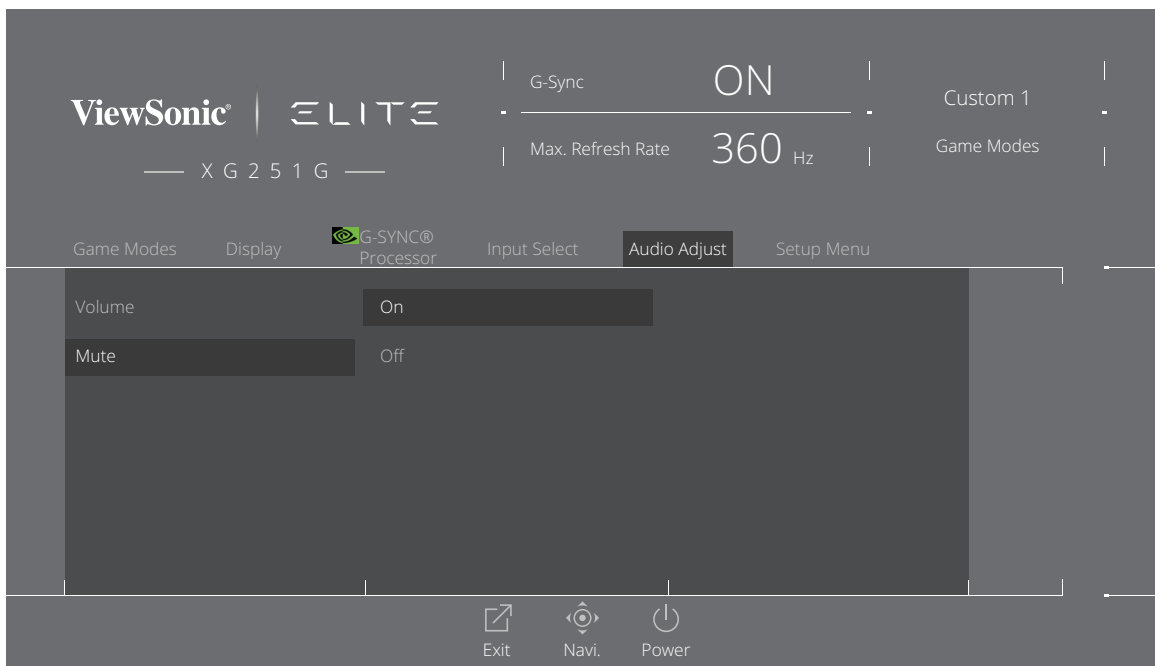 ViewSonic® ELITE
XG251G
G-Sync ON
Max. Refresh Rate 360 Hz
Custom 1
Game Modes
Game Modes Display G-SYNC® Processor Input Select Audio Adjust Setup Menu
Volume On
Mute Off
Exit Navi. Power